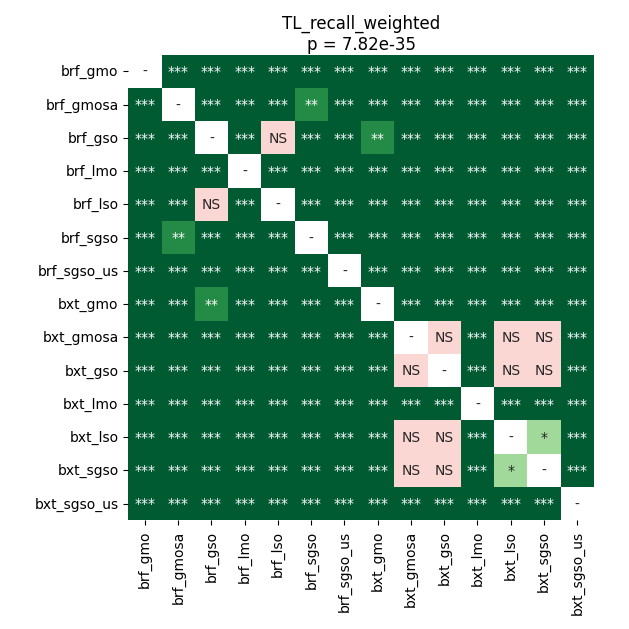 TL_recall_weighted
p = 7.82e-35
brf_gmo - *** *** *** *** *** *** *** *** *** *** *** *** ***
brf_gmosa *** - *** *** *** ** *** *** *** *** *** *** *** ***
brf_gso *** *** - *** NS *** *** ** *** *** *** *** *** ***
brf_lmo *** *** *** - *** *** *** *** *** *** *** *** *** ***
brf_lso *** *** NS *** - *** *** *** *** *** *** *** *** ***
brf_sgso *** ** *** *** *** - *** *** *** *** *** *** *** ***
brf_sgso_us *** *** *** *** *** *** - *** *** *** *** *** *** ***
bxt_gmo *** *** ** *** *** *** *** - *** *** *** *** *** ***
bxt_gmosa *** *** *** *** *** *** *** *** - NS *** NS NS ***
bxt_gso *** *** *** *** *** *** *** *** NS - *** NS NS ***
bxt_lmo *** *** *** *** *** *** *** *** *** *** - *** *** ***
bxt_lso *** *** *** *** *** *** *** *** NS NS *** - * ***
bxt_sgso *** *** *** *** *** *** *** *** NS NS *** * - ***
bxt_sgso_us *** *** *** *** *** *** *** *** *** *** *** *** *** -
brf_gmo
brf_gmosa
brf_gso
brf_lmo
brf_lso
brf_sgso
brf_sgso_us
bxt_gmo
bxt_gmosa
bxt_gso
bxt_lmo
bxt_lso
bxt_sgso
bxt_sgso_us